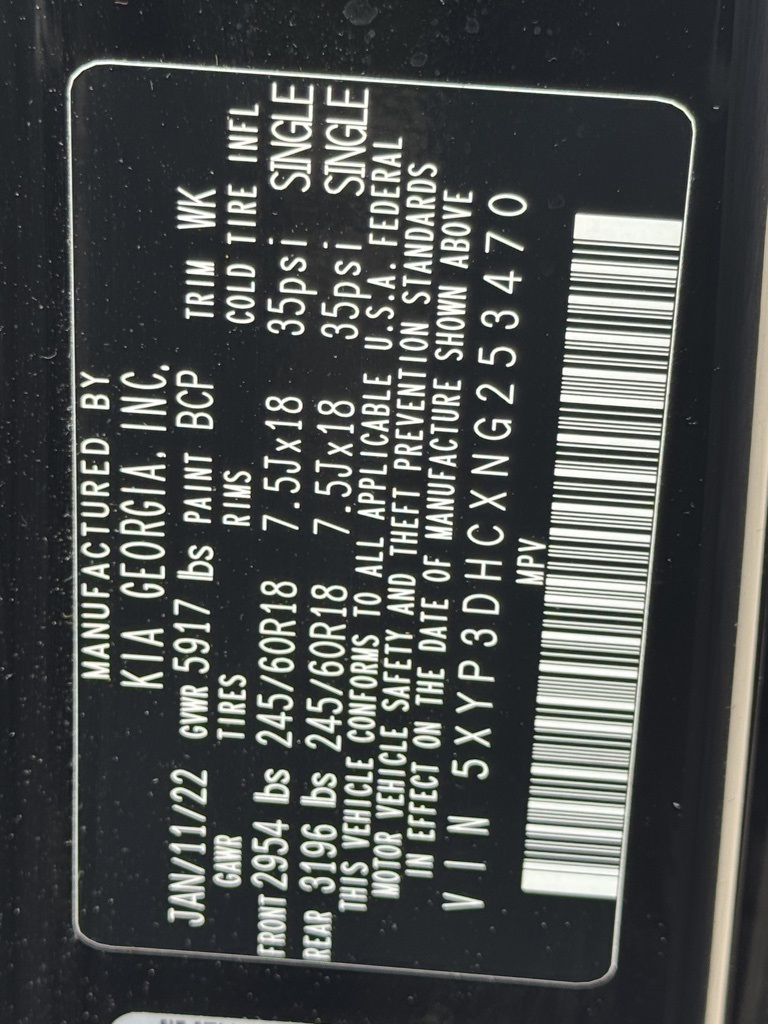 MANUFACTURED BY
KIA GEORGIA, INC.
JAN/11/22 GVWR 5917 lbs PAINT BCP TRIM WK
GAWR TIRES RIMS COLD TIRE INFL
FRONT 2954 lbs 245/60R18 7.5Jx18 35psi SINGLE
REAR 3196 lbs 245/60R18 7.5Jx18 35psi SINGLE
THIS VEHICLE CONFORMS TO ALL APPLICABLE U.S.A. FEDERAL
MOTOR VEHICLE SAFETY AND THEFT PREVENTION STANDARDS
IN EFFECT ON THE DATE OF MANUFACTURE SHOWN ABOVE
VIN 5XYP3DHCXNG253470
MPV